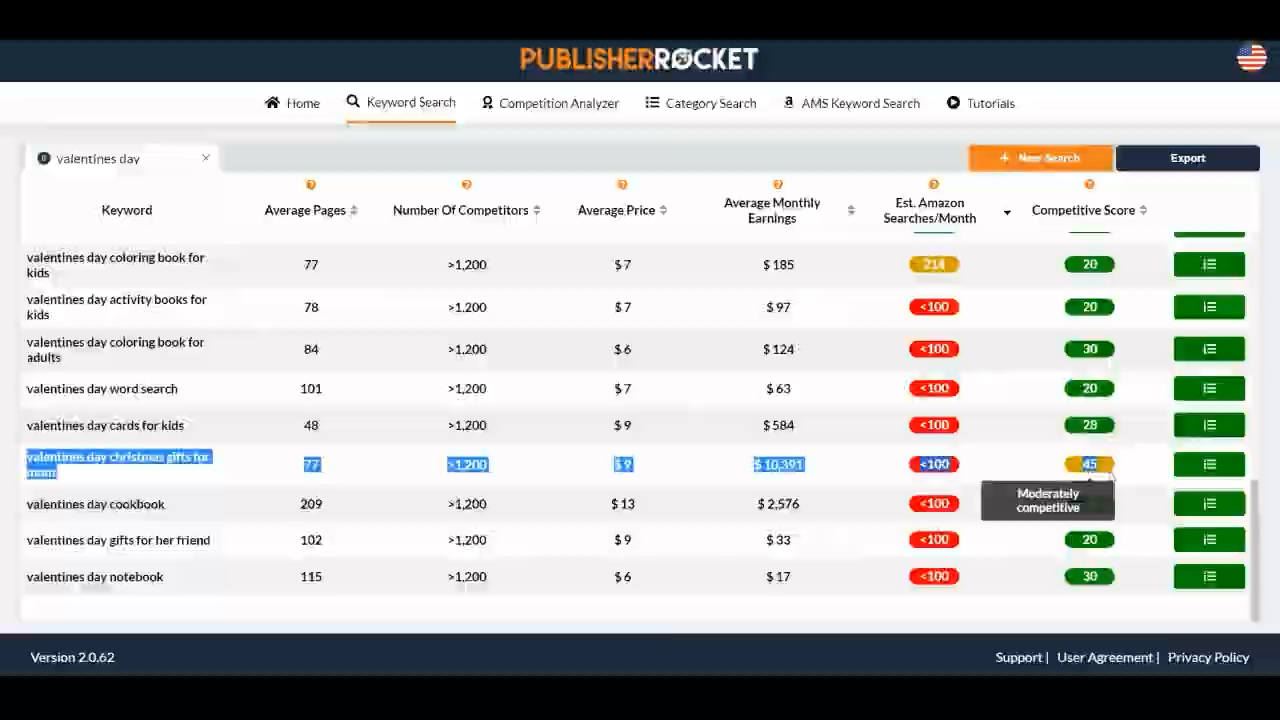 PUBLISHERROCKET
Home Keyword Search Competition Analyzer Category Search AMS Keyword Search Tutorials
valentines day × + New Search Export
Keyword Average Pages Number Of Competitors Average Price Average Monthly Earnings Est. Amazon Searches/Month Competitive Score
valentines day coloring book for kids 77 >1,200 $ 7 $ 185 214 20
valentines day activity books for kids 78 >1,200 $ 7 $ 97 <100 20
valentines day coloring book for adults 84 >1,200 $ 6 $ 124 <100 30
valentines day word search 101 >1,200 $ 7 $ 63 <100 20
valentines day cards for kids 48 >1,200 $ 9 $ 584 <100 28
valentines day christmas gifts for mom 77 >1,200 $ 9 $ 10,391 <100 45
Moderately competitive
valentines day cookbook 209 >1,200 $ 13 $ 2,576 <100
valentines day gifts for her friend 102 >1,200 $ 9 $ 33 <100 20
valentines day notebook 115 >1,200 $ 6 $ 17 <100 30
Version 2.0.62 Support | User Agreement | Privacy Policy